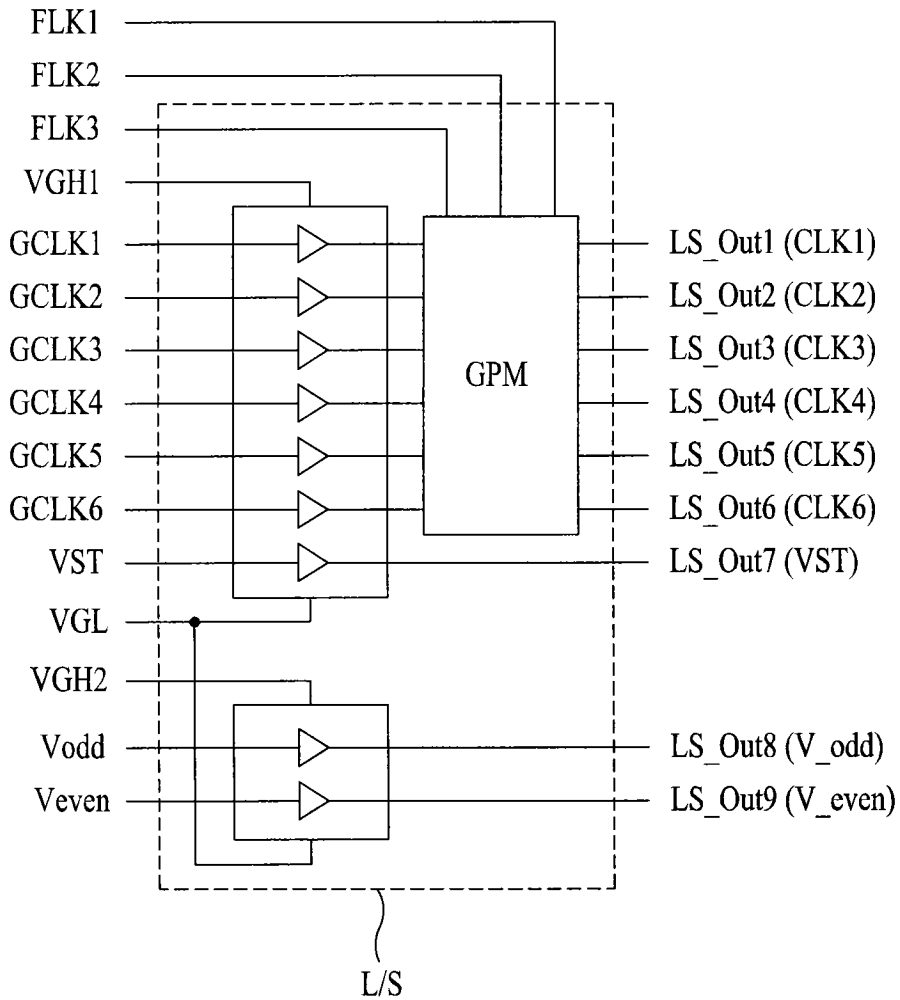 FLK1
FLK2
FLK3
VGH1
GCLK1
LS_Out1 (CLK1)
GCLK2
LS_Out2 (CLK2)
GCLK3
LS_Out3 (CLK3)
GPM
GCLK4
LS_Out4 (CLK4)
GCLK5
LS_Out5 (CLK5)
GCLK6
LS_Out6 (CLK6)
VST
LS_Out7 (VST)
VGL
VGH2
Vodd
LS_Out8 (V_odd)
Veven
LS_Out9 (V_even)
L/S